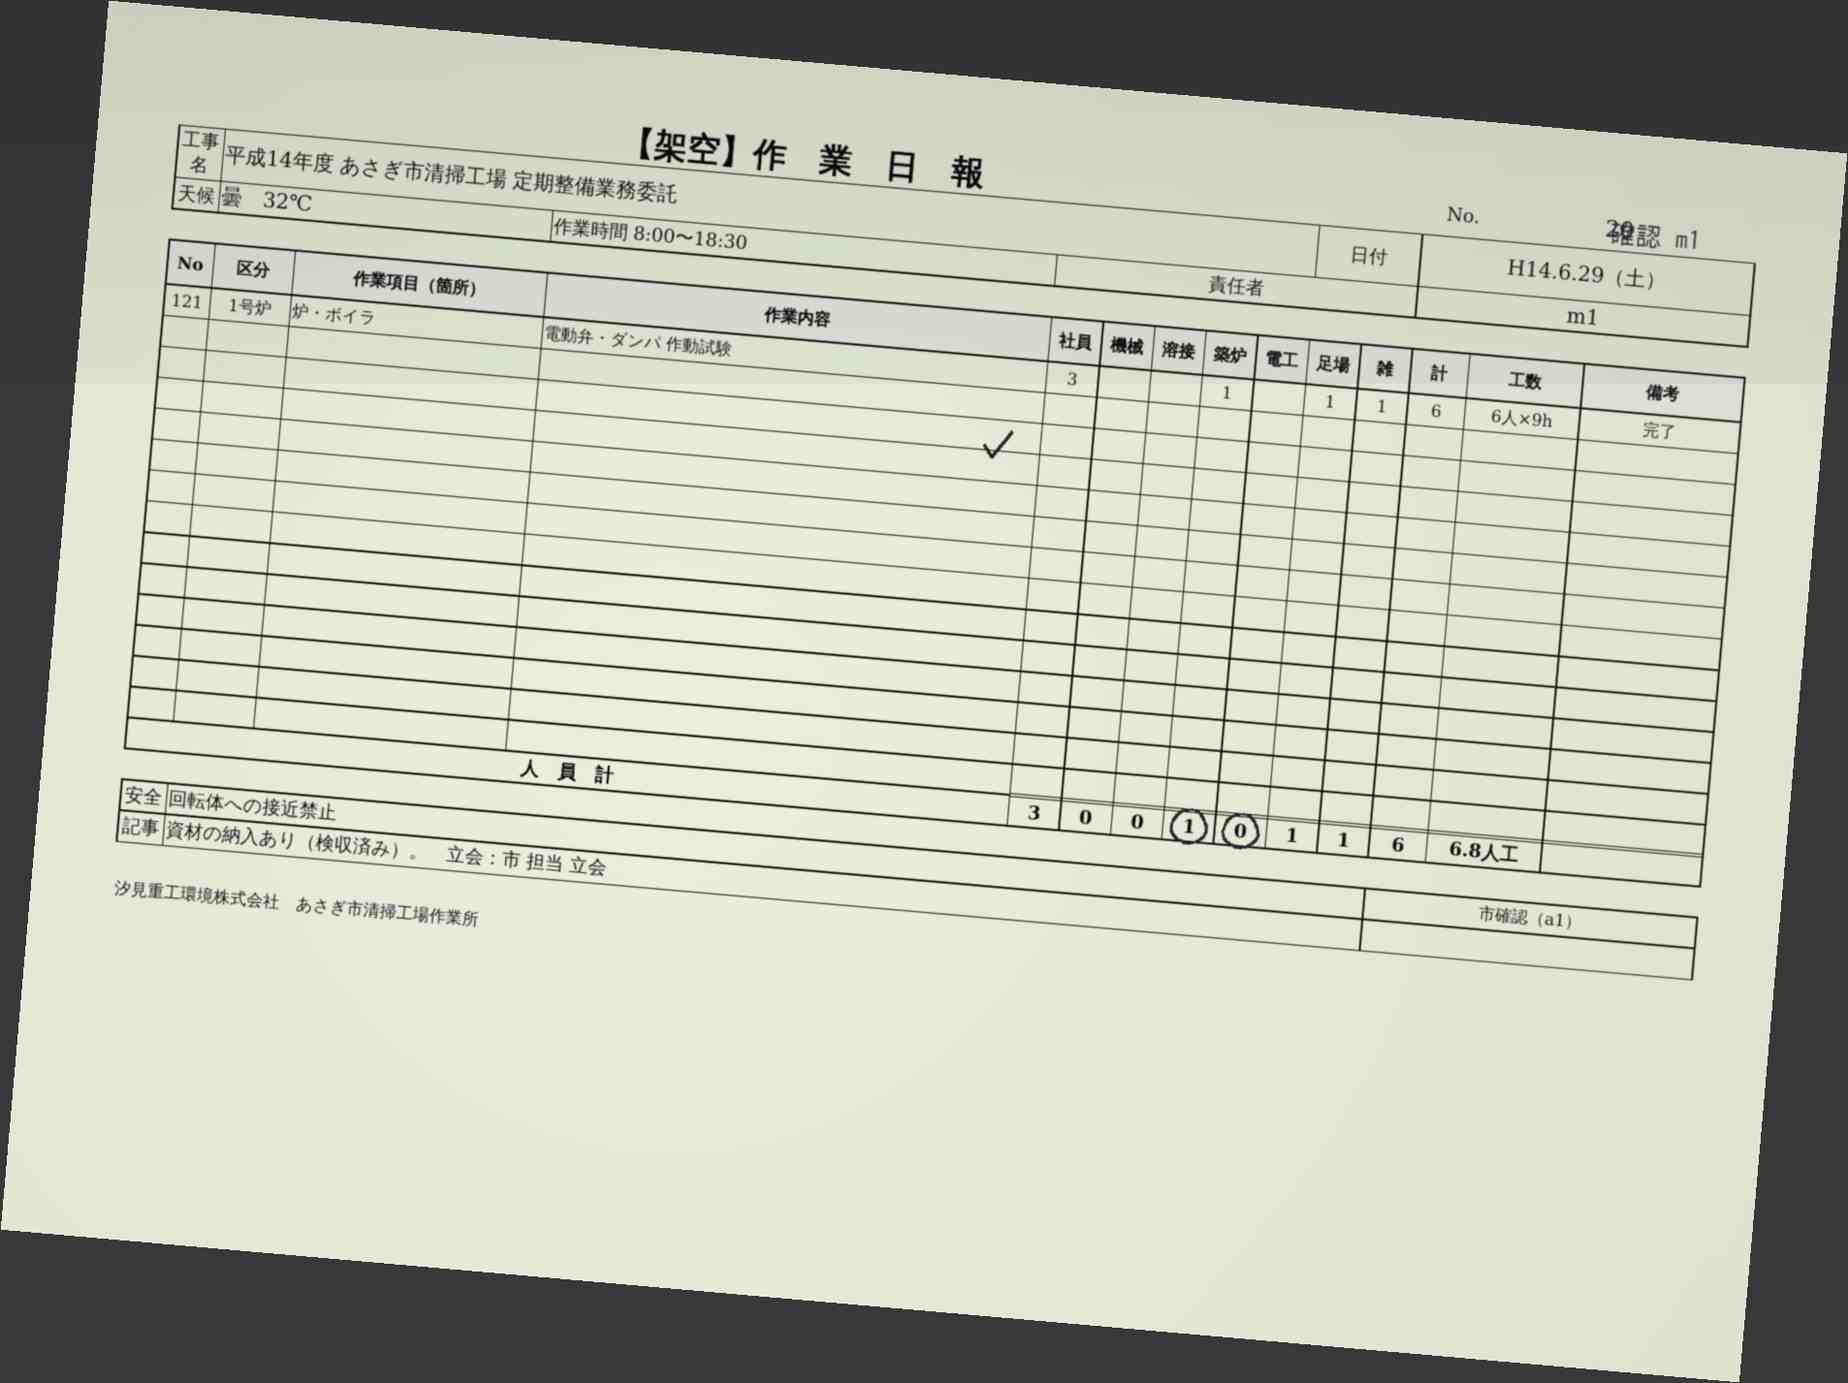 【架空】作 業 日 報
No. 20
確認 m1
工事名 平成14年度 あさぎ市清掃工場 定期整備業務委託 日付 H14.6.29（土）
天候 曇 32℃ 作業時間 8:00〜18:30 責任者 m1
No 区分 作業項目（箇所） 作業内容 社員 機械 溶接 築炉 電工 足場 雑 計 工数 備考
121 1号炉 炉・ボイラ 電動弁・ダンパ 作動試験 3 1 1 1 6 6人×9h 完了
✓
人 員 計 3 0 0 1 0 1 1 6 6.8人工
安全 回転体への接近禁止 市確認（a1）
記事 資材の納入あり（検収済み）。 立会：市 担当 立会
汐見重工環境株式会社 あさぎ市清掃工場作業所